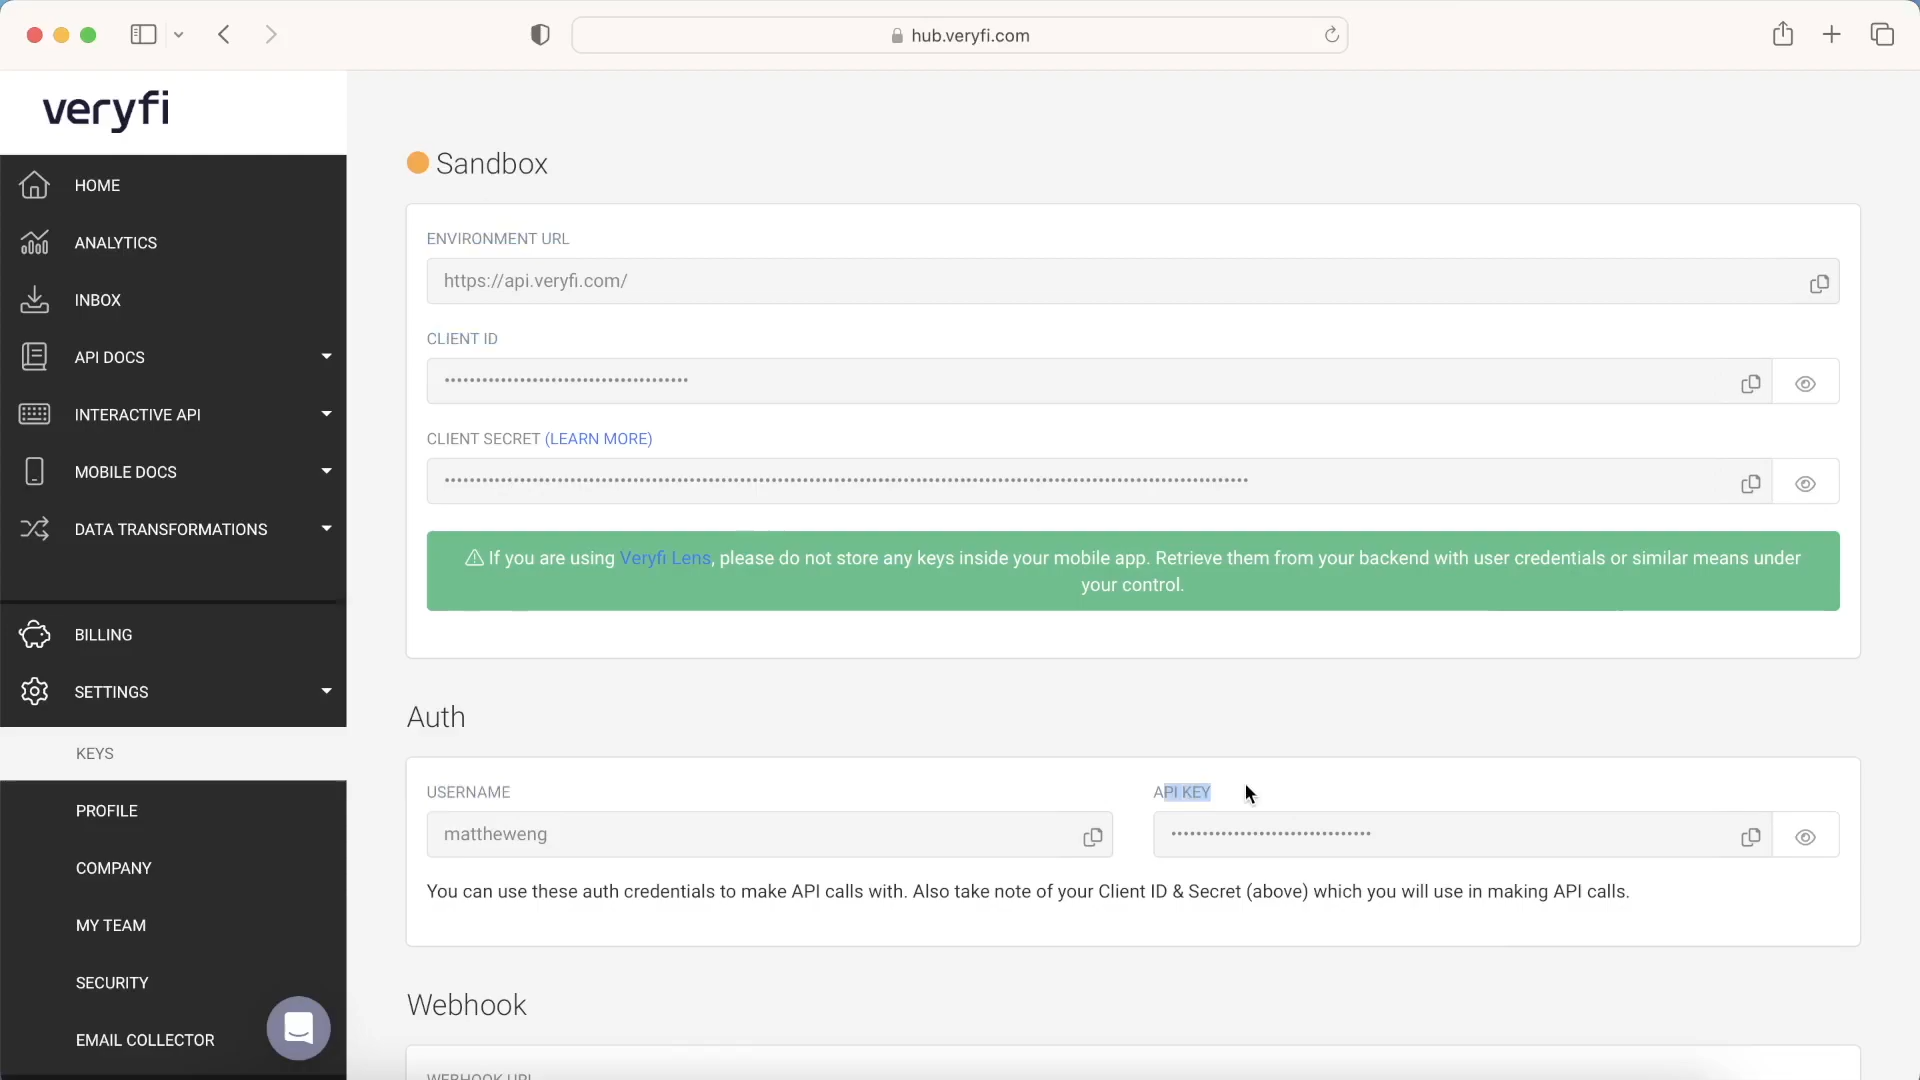 hub.veryfi.com
veryfi
HOME
ANALYTICS
INBOX
API DOCS
INTERACTIVE API
MOBILE DOCS
DATA TRANSFORMATIONS
BILLING
SETTINGS
KEYS
PROFILE
COMPANY
MY TEAM
SECURITY
EMAIL COLLECTOR
Sandbox
ENVIRONMENT URL
https://api.veryfi.com/
CLIENT ID
CLIENT SECRET (LEARN MORE)
If you are using Veryfi Lens, please do not store any keys inside your mobile app. Retrieve them from your backend with user credentials or similar means under
your control.
Auth
USERNAME
API KEY
mattheweng
You can use these auth credentials to make API calls with. Also take note of your Client ID & Secret (above) which you will use in making API calls.
Webhook
WEBHOOK URL